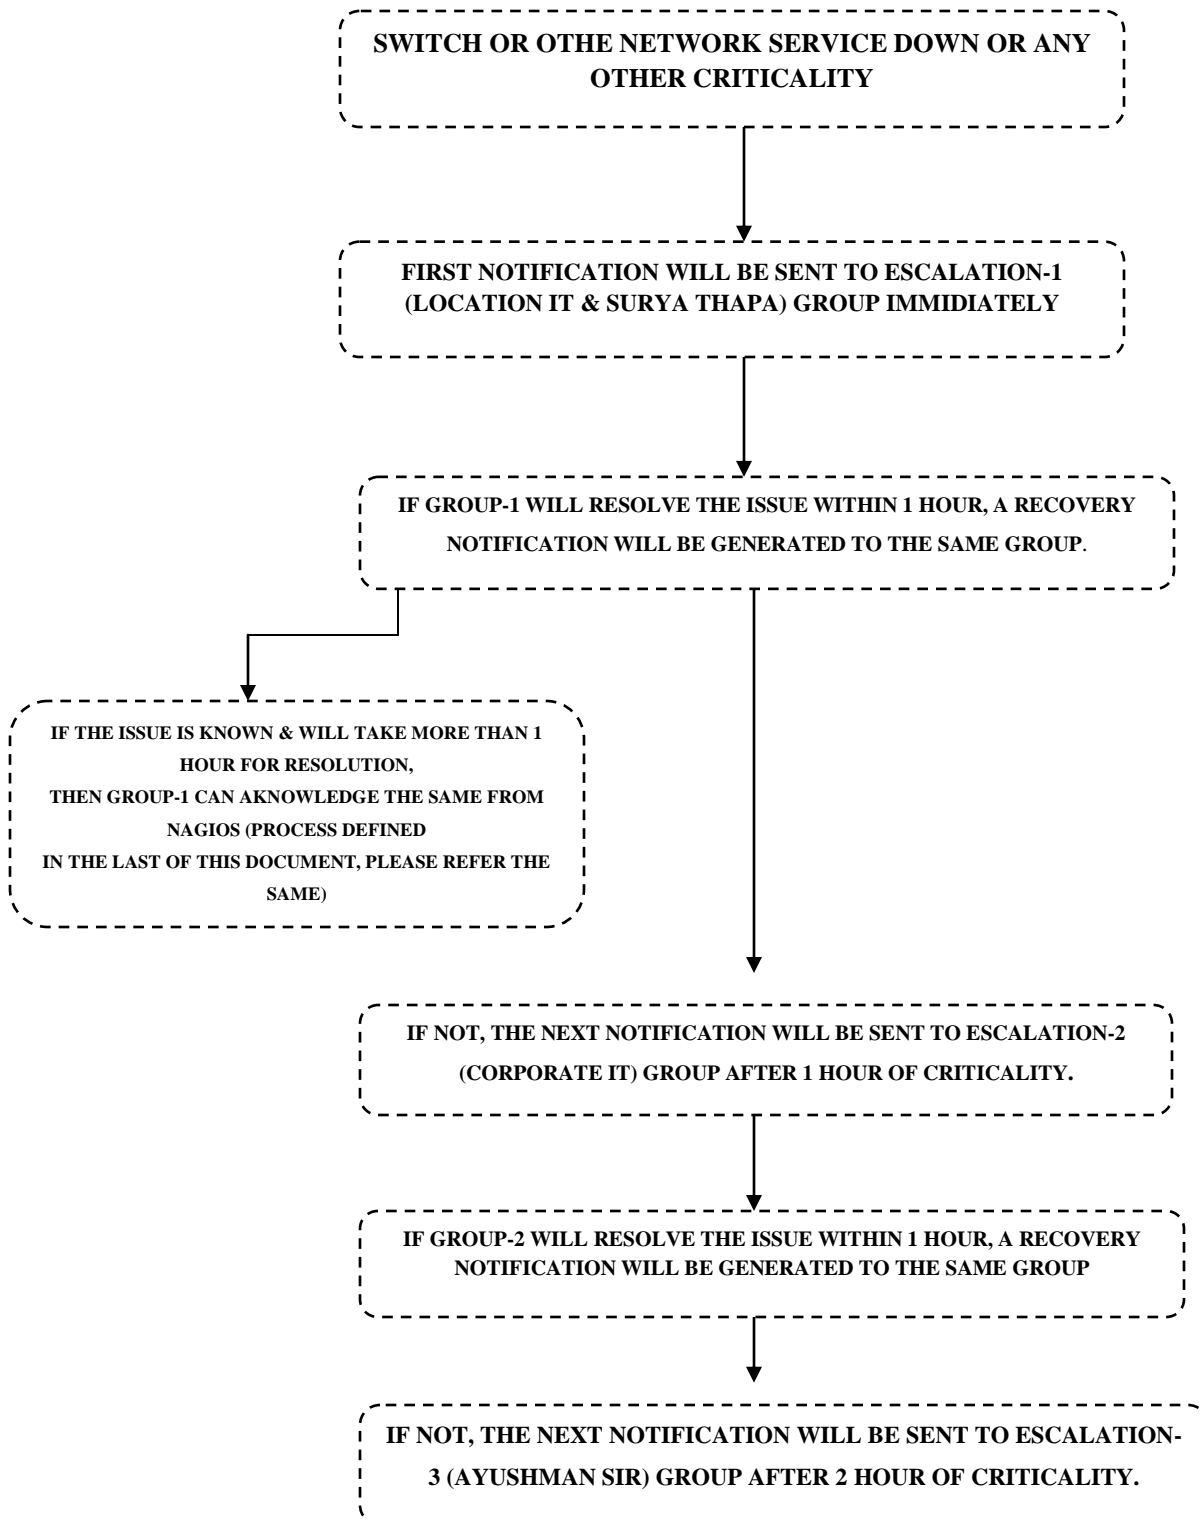 SWITCH OR OTHE NETWORK SERVICE DOWN OR ANY
OTHER CRITICALITY
FIRST NOTIFICATION WILL BE SENT TO ESCALATION-1
(LOCATION IT & SURYA THAPA) GROUP IMMIDIATELY
IF GROUP-1 WILL RESOLVE THE ISSUE WITHIN 1 HOUR, A RECOVERY
NOTIFICATION WILL BE GENERATED TO THE SAME GROUP.
IF THE ISSUE IS KNOWN & WILL TAKE MORE THAN 1
HOUR FOR RESOLUTION,
THEN GROUP-1 CAN AKNOWLEDGE THE SAME FROM
NAGIOS (PROCESS DEFINED
IN THE LAST OF THIS DOCUMENT, PLEASE REFER THE
SAME)
IF NOT, THE NEXT NOTIFICATION WILL BE SENT TO ESCALATION-2
(CORPORATE IT) GROUP AFTER 1 HOUR OF CRITICALITY.
IF GROUP-2 WILL RESOLVE THE ISSUE WITHIN 1 HOUR, A RECOVERY
NOTIFICATION WILL BE GENERATED TO THE SAME GROUP
IF NOT, THE NEXT NOTIFICATION WILL BE SENT TO ESCALATION-
3 (AYUSHMAN SIR) GROUP AFTER 2 HOUR OF CRITICALITY.